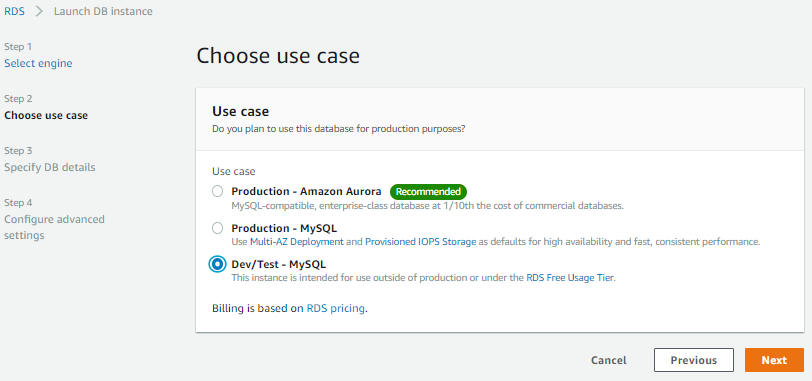 RDS > Launch DB instance
Step 1
Select engine
Step 2
Choose use case
Step 3
Specify DB details
Step 4
Configure advanced
settings
Choose use case
Use case
Do you plan to use this database for production purposes?
Use case
Production - Amazon Aurora Recommended
MySQL-compatible, enterprise-class database at 1/10th the cost of commercial databases.
Production - MySQL
Use Multi-AZ Deployment and Provisioned IOPS Storage as defaults for high availability and fast, consistent performance.
Dev/Test - MySQL
This instance is intended for use outside of production or under the RDS Free Usage Tier.
Billing is based on RDS pricing.
Cancel Previous Next